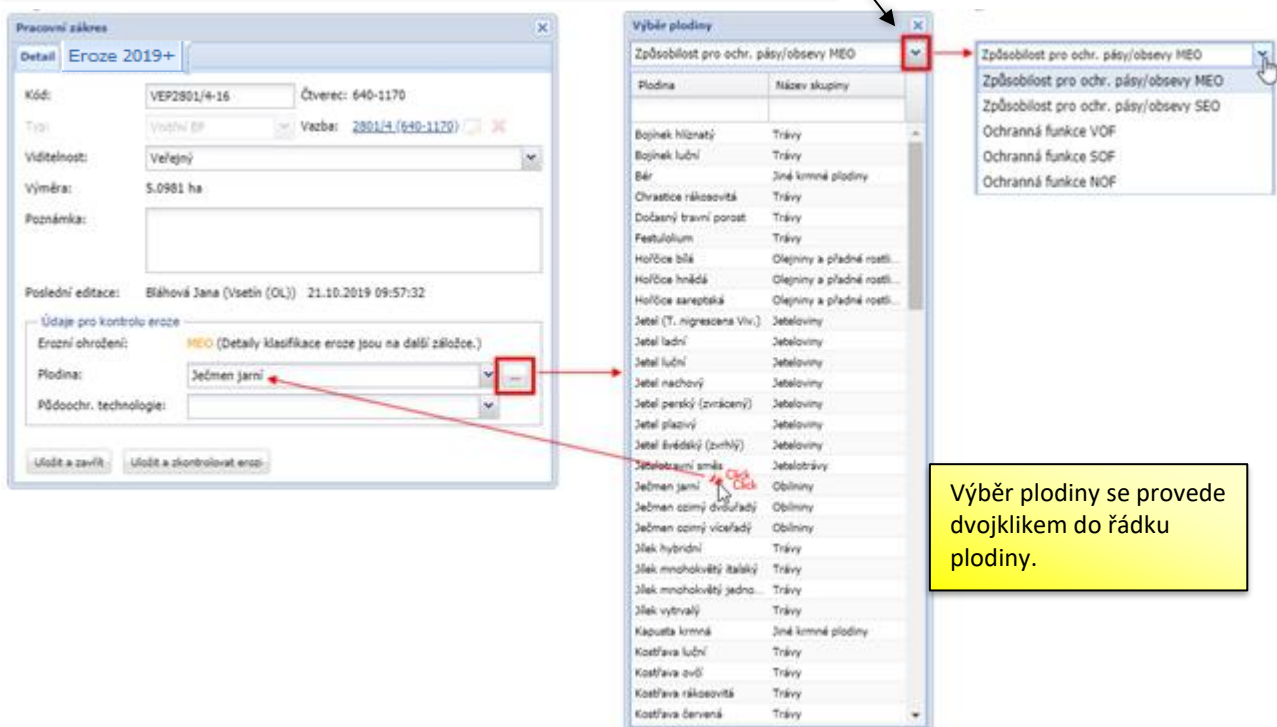 Pracovní zákres
Detail Eroze 2019+
Kód: VEP2801/4-16 Čtverec: 640-1170
Typ: Vnitřní EP Vazba: 2801/4 (640-1170)
Viditelnost: Veřejný
Výměra: 5.0981 ha
Poznámka:
Poslední editace: Bláhová Jana (Vsetín (OL)) 21.10.2019 09:57:32
Údaje pro kontrolu eroze
Erozní ohrožení: MEO (Detaily klasifikace eroze jsou na další záložce.)
Plodina: Ječmen jarní ...
Půdoochr. technologie:
Uložit a zavřít Uložit a zkontrolovat erozi
Výběr plodiny
Způsobilost pro ochr. pásy/obsevy MEO
Plodina Název skupiny
Bojínek hlíznatý Trávy
Bojínek luční Trávy
Bér Jiné krmné plodiny
Chrastice rákosovitá Trávy
Dočasný travní porost Trávy
Festulolium Trávy
Hořčice bílá Olejniny a přadné rostli...
Hořčice hnědá Olejniny a přadné rostli...
Hořčice sareptská Olejniny a přadné rostli...
Jetel (T. nigrescens Viv.) Jeteloviny
Jetel ladní Jeteloviny
Jetel luční Jeteloviny
Jetel nachový Jeteloviny
Jetel perský (zvrácený) Jeteloviny
Jetel plazivý Jeteloviny
Jetel švédský (zvrhlý) Jeteloviny
Jetelotravní směs Jetelotrávy
Click
Click
Ječmen jarní Obilniny
Ječmen ozimý dvouřadý Obilniny
Ječmen ozimý víceřadý Obilniny
Jílek hybridní Trávy
Jílek mnohokvětý italský Trávy
Jílek mnohokvětý jedno... Trávy
Jílek vytrvalý Trávy
Kapusta krmná Jiné krmné plodiny
Kostřava luční Trávy
Kostřava ovčí Trávy
Kostřava rákosovitá Trávy
Kostřava červená Trávy
Způsobilost pro ochr. pásy/obsevy MEO
Způsobilost pro ochr. pásy/obsevy MEO
Způsobilost pro ochr. pásy/obsevy SEO
Ochranná funkce VOF
Ochranná funkce SOF
Ochranná funkce NOF
Výběr plodiny se provede
dvojklikem do řádku
plodiny.